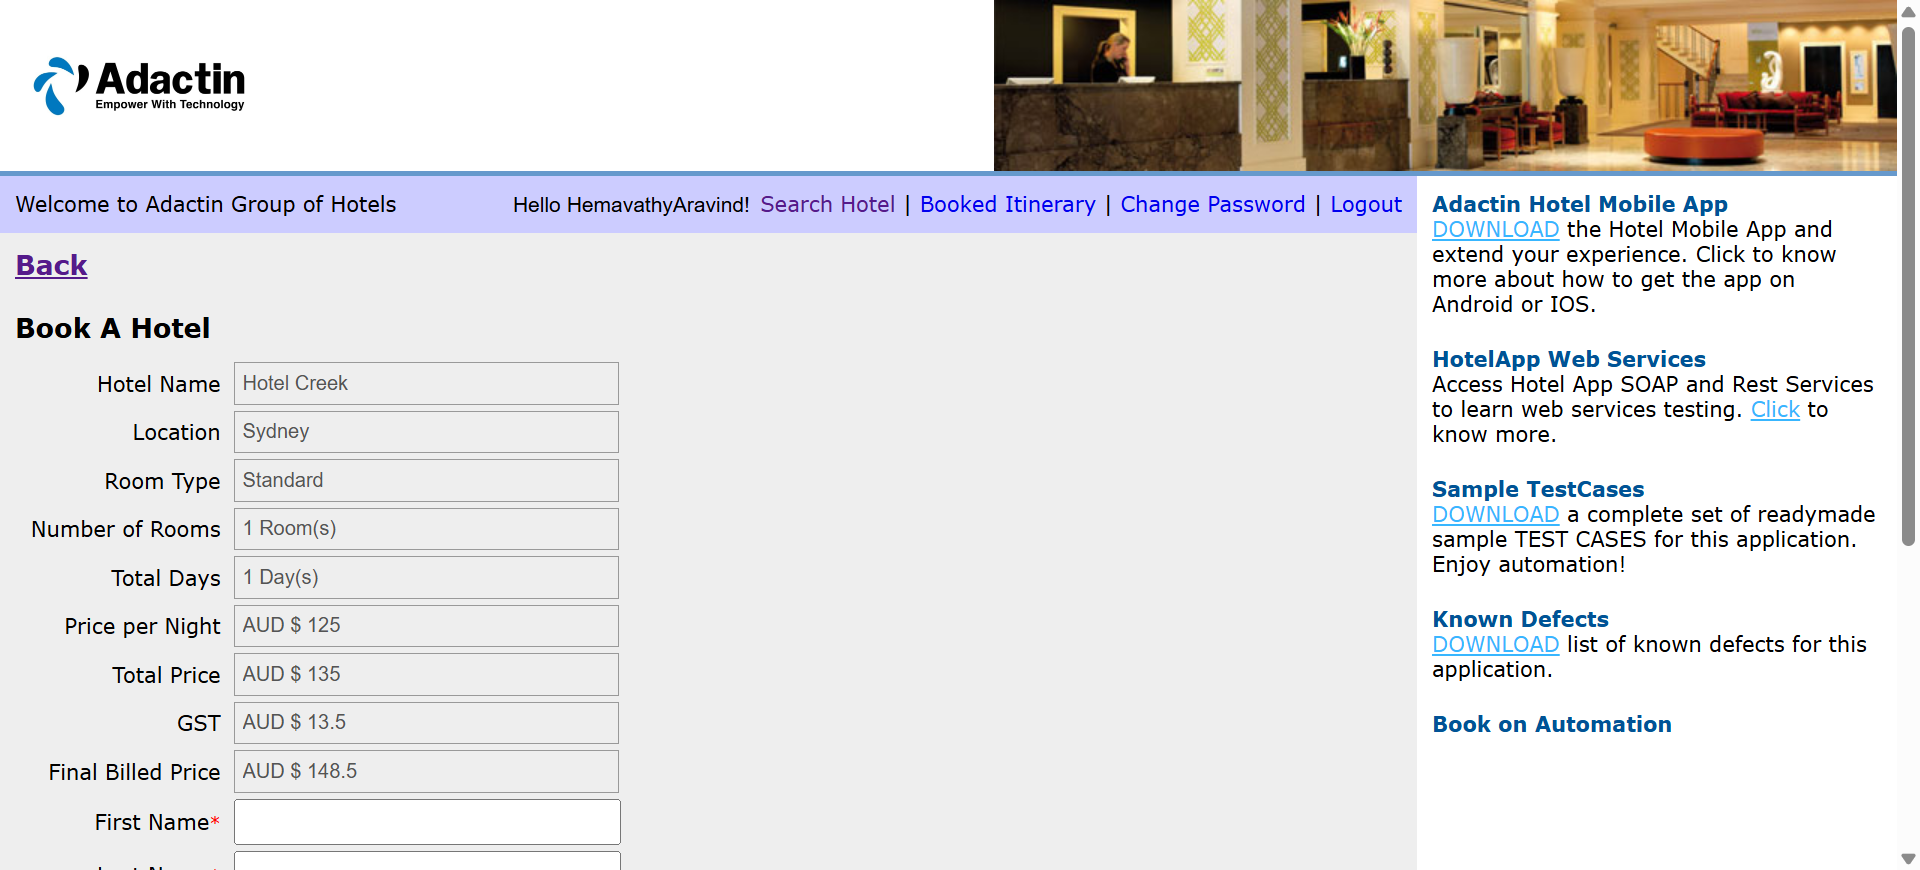 Adactin
Empower With Technology
Welcome to Adactin Group of Hotels
Hello HemavathyAravind! Search Hotel | Booked Itinerary | Change Password | Logout
Back
Book A Hotel
Hotel Name Hotel Creek
Location Sydney
Room Type Standard
Number of Rooms 1 Room(s)
Total Days 1 Day(s)
Price per Night AUD $ 125
Total Price AUD $ 135
GST AUD $ 13.5
Final Billed Price AUD $ 148.5
First Name*
Adactin Hotel Mobile App
DOWNLOAD the Hotel Mobile App and
extend your experience. Click to know
more about how to get the app on
Android or IOS.
HotelApp Web Services
Access Hotel App SOAP and Rest Services
to learn web services testing. Click to
know more.
Sample TestCases
DOWNLOAD a complete set of readymade
sample TEST CASES for this application.
Enjoy automation!
Known Defects
DOWNLOAD list of known defects for this
application.
Book on Automation